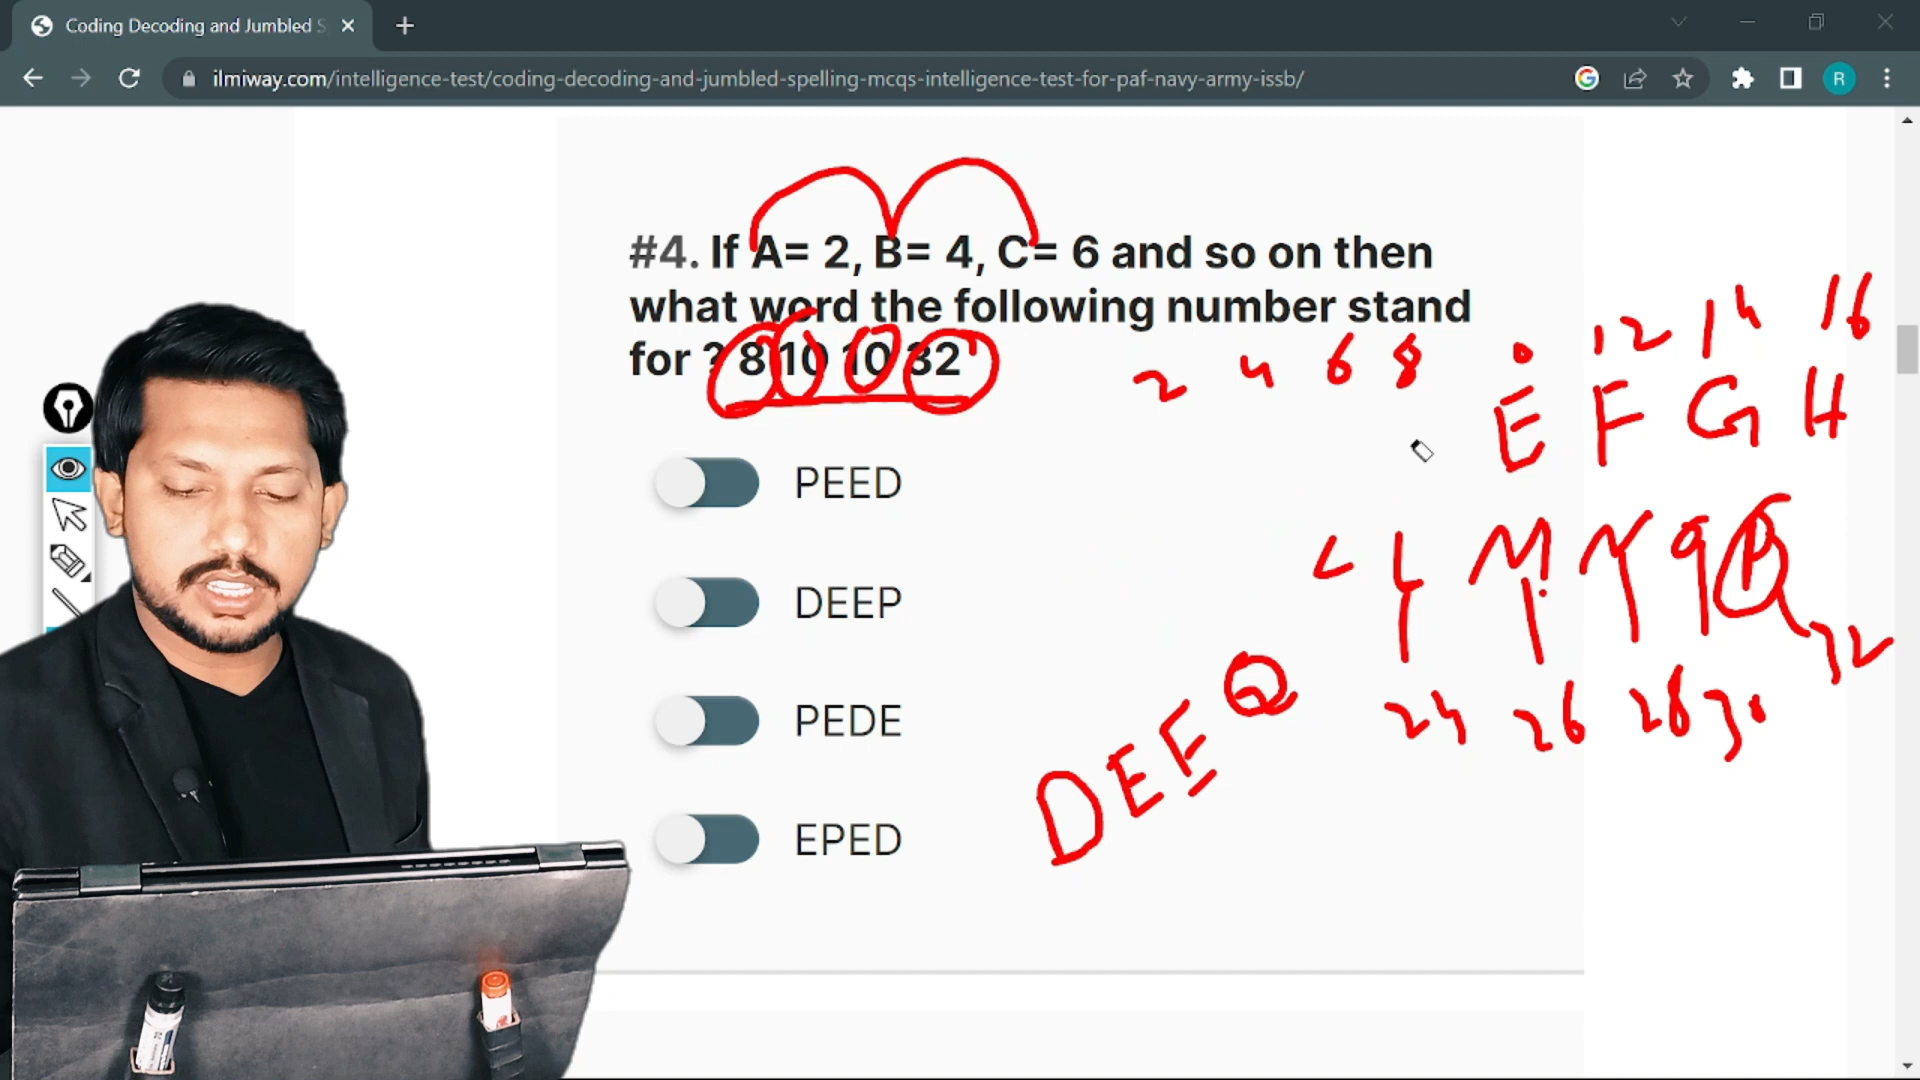 Coding Decoding and Jumbled S
ilmiway.com/intelligence-test/coding-decoding-and-jumbled-spelling-mcqs-intelligence-test-for-paf-navy-army-issb/
R
#4. If A= 2, B= 4, C= 6 and so on then
what word the following number stand
for ? 8 10 10 32
2 4 6 8 12 14 16
E F G H
PEED
L M N P
DEEP
32
24 26 28 30
DEE
PEDE
EPED